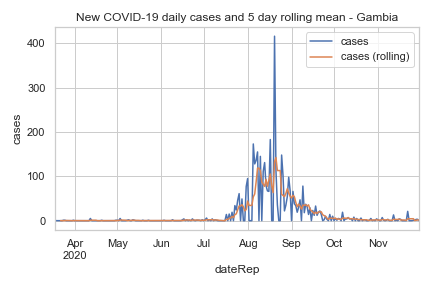 New COVID-19 daily cases and 5 day rolling mean - Gambia
cases
cases (rolling)
400
300
200
100
0
cases
Apr
2020
May
Jun
Jul
Aug
Sep
Oct
Nov
dateRep